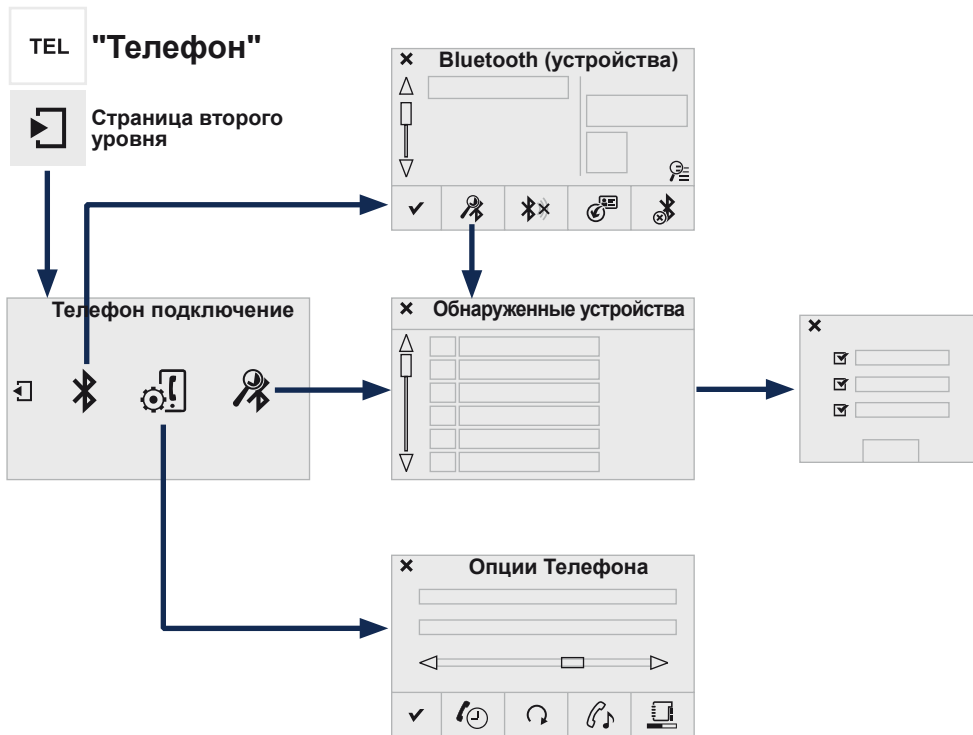 TEL "Телефон"
Страница второго
уровня
Bluetooth (устройства)
Телефон подключение
Обнаруженные устройства
Опции Телефона